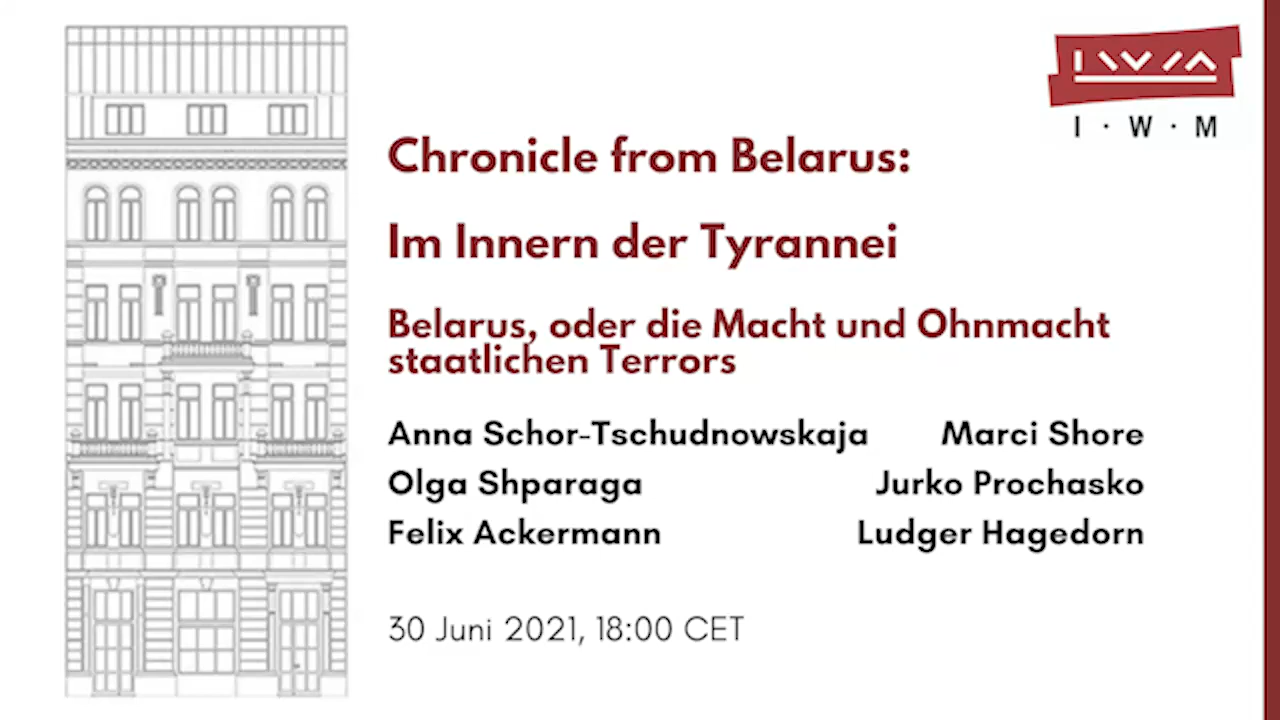 I · W · M
Chronicle from Belarus:
Im Innern der Tyrannei
Belarus, oder die Macht und Ohnmacht
staatlichen Terrors
Anna Schor-Tschudnowskaja Marci Shore
Olga Shparaga Jurko Prochasko
Felix Ackermann Ludger Hagedorn
30 Juni 2021, 18:00 CET